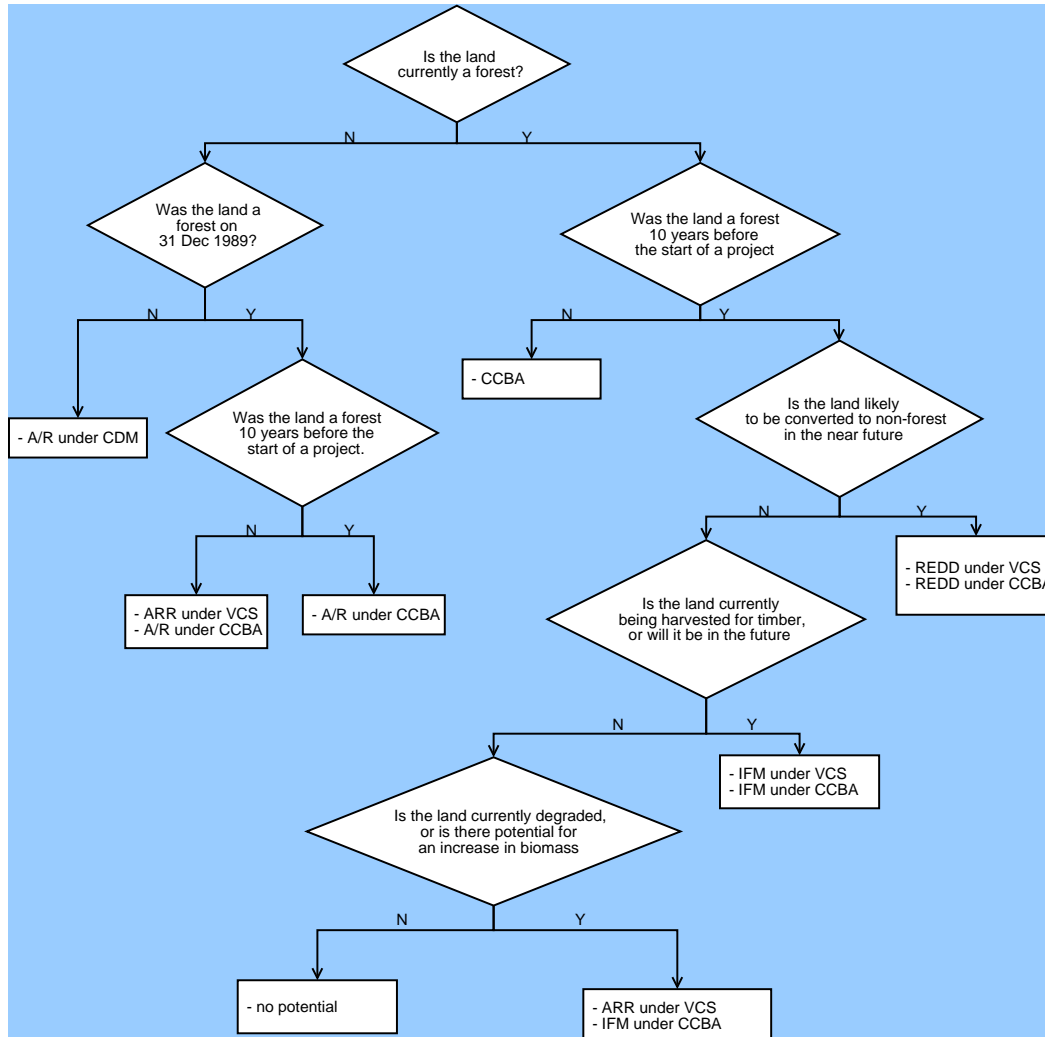 Is the land
currently a forest?
N
Y
Was the land a
forest on
31 Dec 1989?
Was the land a forest
10 years before
the start of a project
N
Y
N
Y
- A/R under CDM
Was the land a forest
10 years before the
start of a project.
- CCBA
Is the land likely
to be converted to non-forest
in the near future
N
Y
N
Y
- ARR under VCS
- A/R under CCBA
- A/R under CCBA
Is the land currently
being harvested for timber,
or will it be in the future
- REDD under VCS
- REDD under CCBA
N
Y
Is the land currently degraded,
or is there potential for
an increase in biomass
- IFM under VCS
- IFM under CCBA
N
Y
- no potential
- ARR under VCS
- IFM under CCBA